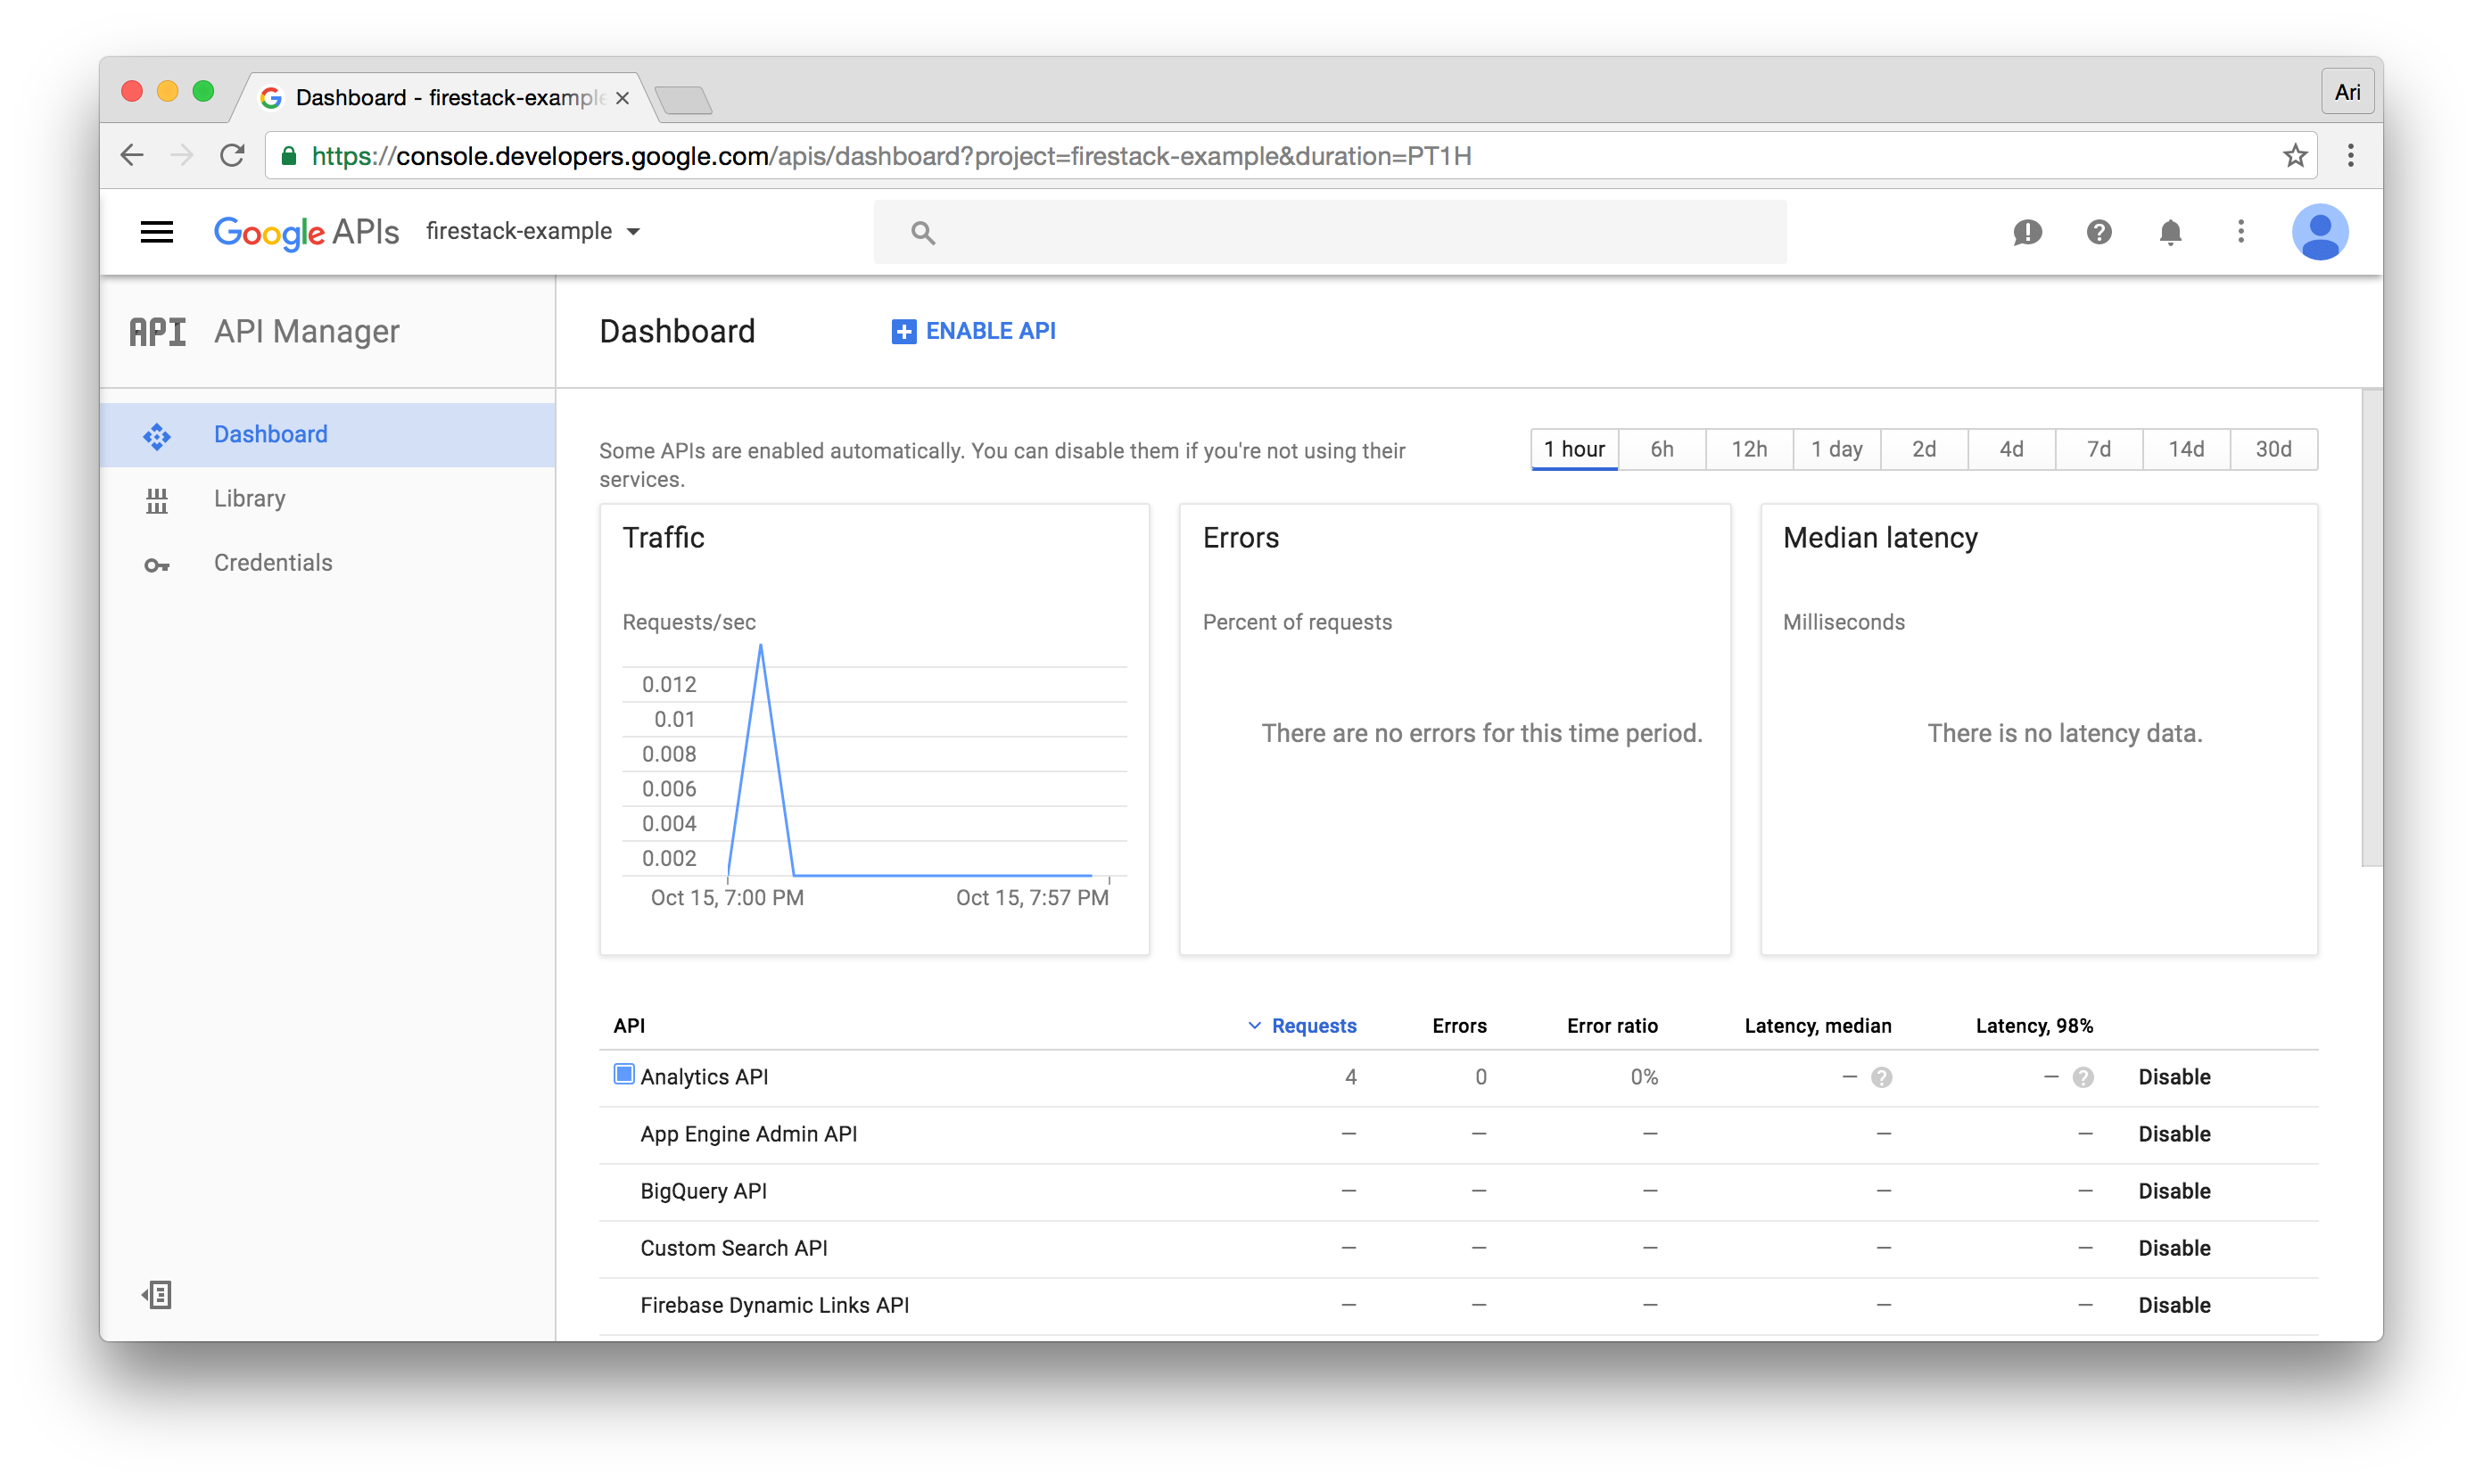 Dashboard - firestack-example
Ari
https://console.developers.google.com/apis/dashboard?project=firestack-example&duration=PT1H
Google APIs firestack-example
API API Manager
Dashboard ENABLE API
Dashboard
Library
Credentials
Some APIs are enabled automatically. You can disable them if you're not using their
services.
1 hour 6h 12h 1 day 2d 4d 7d 14d 30d
Traffic
Requests/sec
0.012
0.01
0.008
0.006
0.004
0.002
Oct 15, 7:00 PM Oct 15, 7:57 PM
Errors
Percent of requests
There are no errors for this time period.
Median latency
Milliseconds
There is no latency data.
API Requests Errors Error ratio Latency, median Latency, 98%
Analytics API 4 0 0% — ? — ? Disable
App Engine Admin API — — — — — Disable
BigQuery API — — — — — Disable
Custom Search API — — — — — Disable
Firebase Dynamic Links API — — — — — Disable